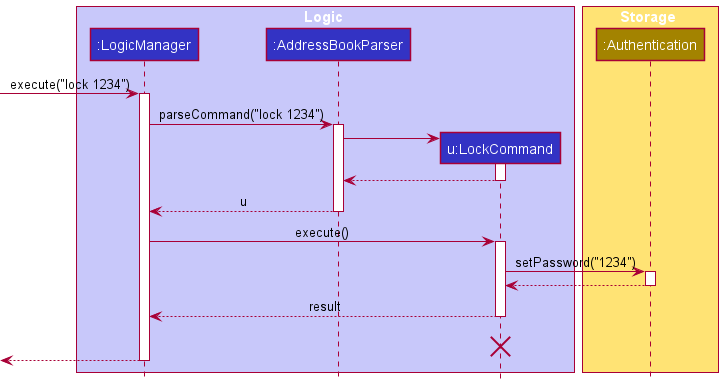 Logic
Storage
:LogicManager
:AddressBookParser
:Authentication
execute("lock 1234")
parseCommand("lock 1234")
u:LockCommand
u
execute()
setPassword("1234")
result